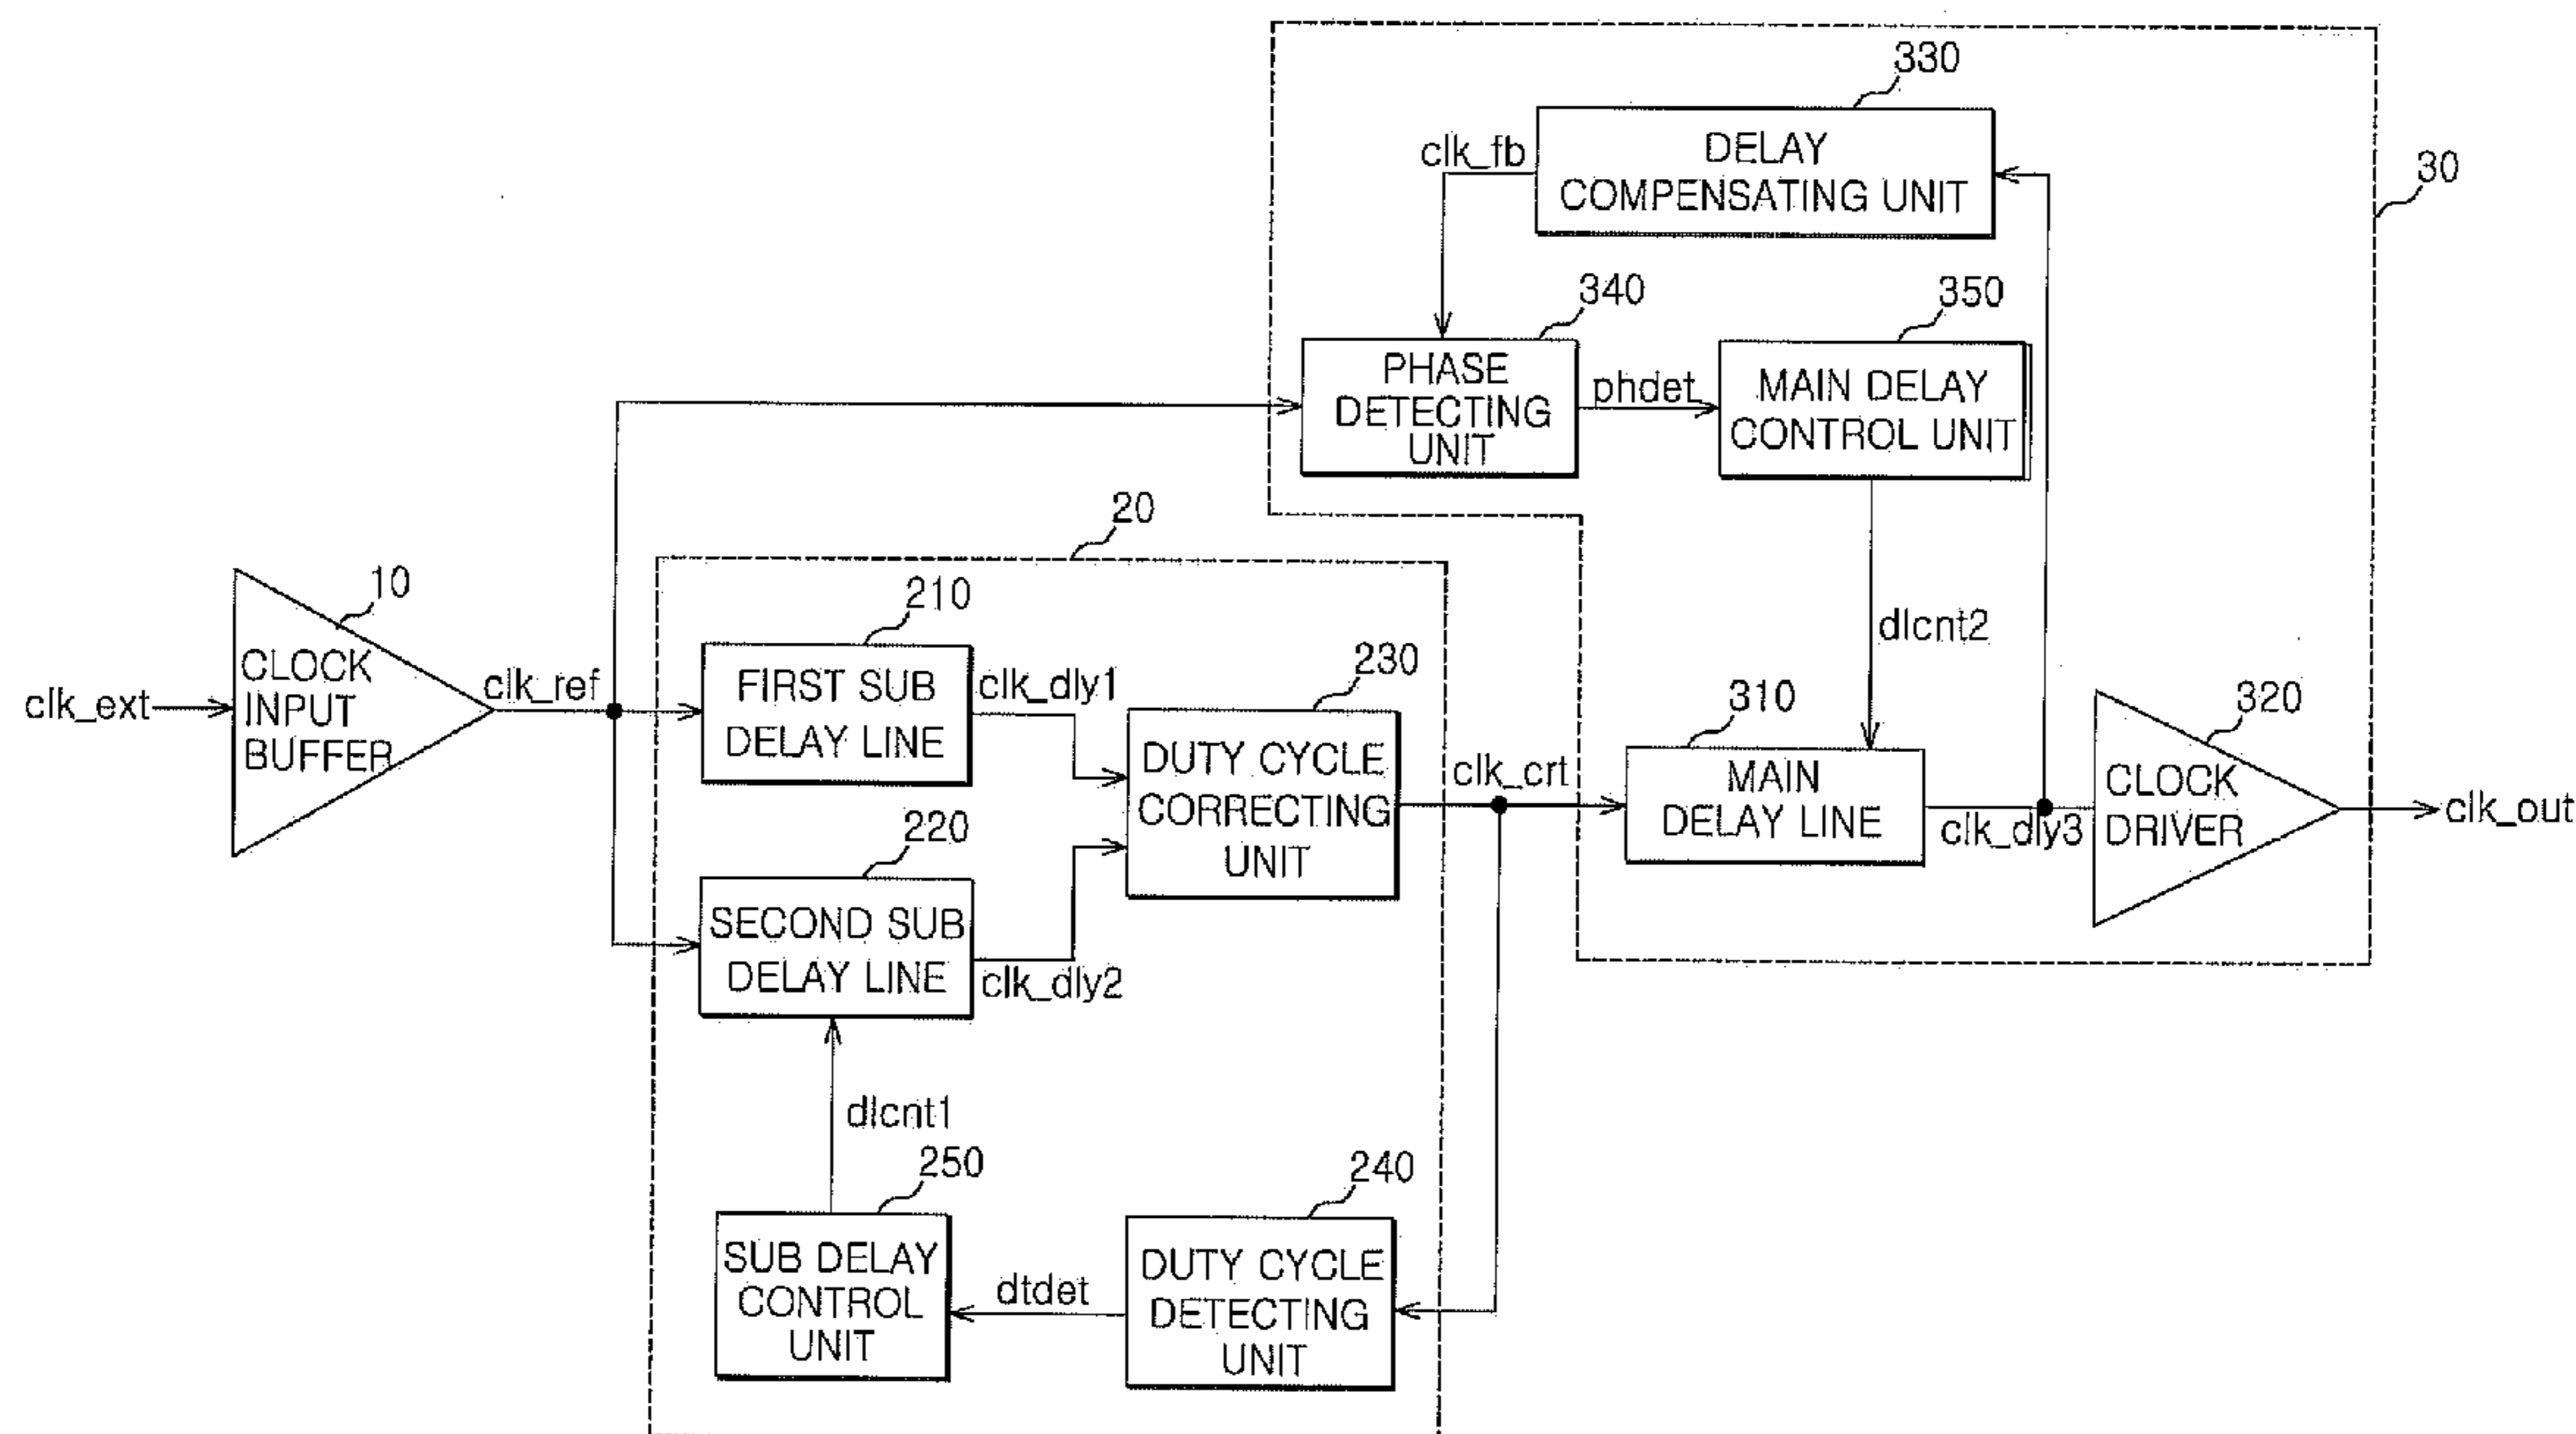 330
DELAY
COMPENSATING UNIT
clk_fb
30
340
350
PHASE
DETECTING
UNIT
phdet
MAIN DELAY
CONTROL UNIT
20
10
CLOCK
INPUT
BUFFER
clk_ext
clk_ref
210
FIRST SUB
DELAY LINE
clk_dly1
230
DUTY CYCLE
CORRECTING
UNIT
clk_crt
dlcnt2
310
MAIN
DELAY LINE
clk_dly3
320
CLOCK
DRIVER
clk_out
220
SECOND SUB
DELAY LINE
clk_dly2
dlcnt1
250
SUB DELAY
CONTROL
UNIT
dtdet
240
DUTY CYCLE
DETECTING
UNIT